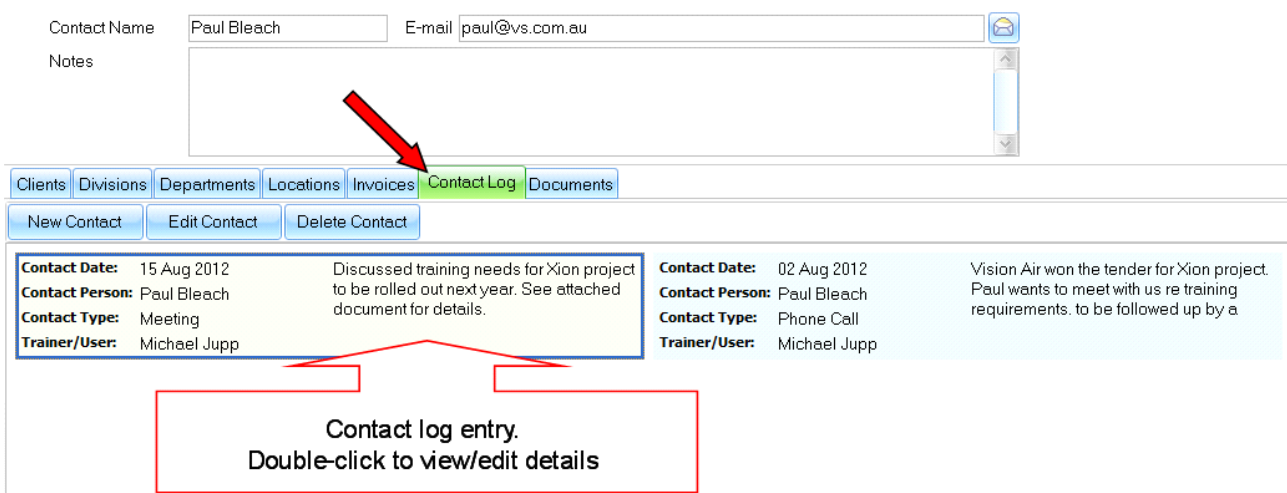 Contact Name Paul Bleach E-mail paul@vs.com.au
Notes
Clients Divisions Departments Locations Invoices Contact Log Documents
New Contact Edit Contact Delete Contact
Contact Date: 15 Aug 2012
Contact Person: Paul Bleach
Contact Type: Meeting
Trainer/User: Michael Jupp
Discussed training needs for Xion project
to be rolled out next year. See attached
document for details.
Contact Date: 02 Aug 2012
Contact Person: Paul Bleach
Contact Type: Phone Call
Trainer/User: Michael Jupp
Vision Air won the tender for Xion project.
Paul wants to meet with us re training
requirements. to be followed up by a
Contact log entry.
Double-click to view/edit details